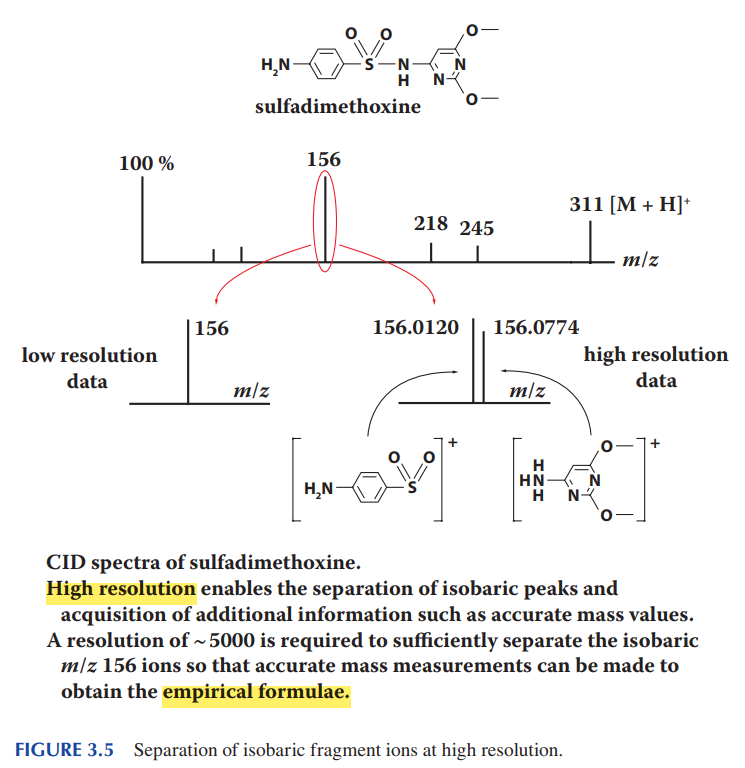 O O
O
H₂N
S
N
H
N
N
O
sulfadimethoxine
100 %
156
218
245
311 [M + H]⁺
m/z
low resolution
data
156
m/z
156.0120
156.0774
m/z
high resolution
data
+
O O
H₂N
S
+
O
H
HN
H
N
N
O
CID spectra of sulfadimethoxine.
High resolution enables the separation of isobaric peaks and
acquisition of additional information such as accurate mass values.
A resolution of ~ 5000 is required to sufficiently separate the isobaric
m/z 156 ions so that accurate mass measurements can be made to
obtain the empirical formulae.
FIGURE 3.5 Separation of isobaric fragment ions at high resolution.